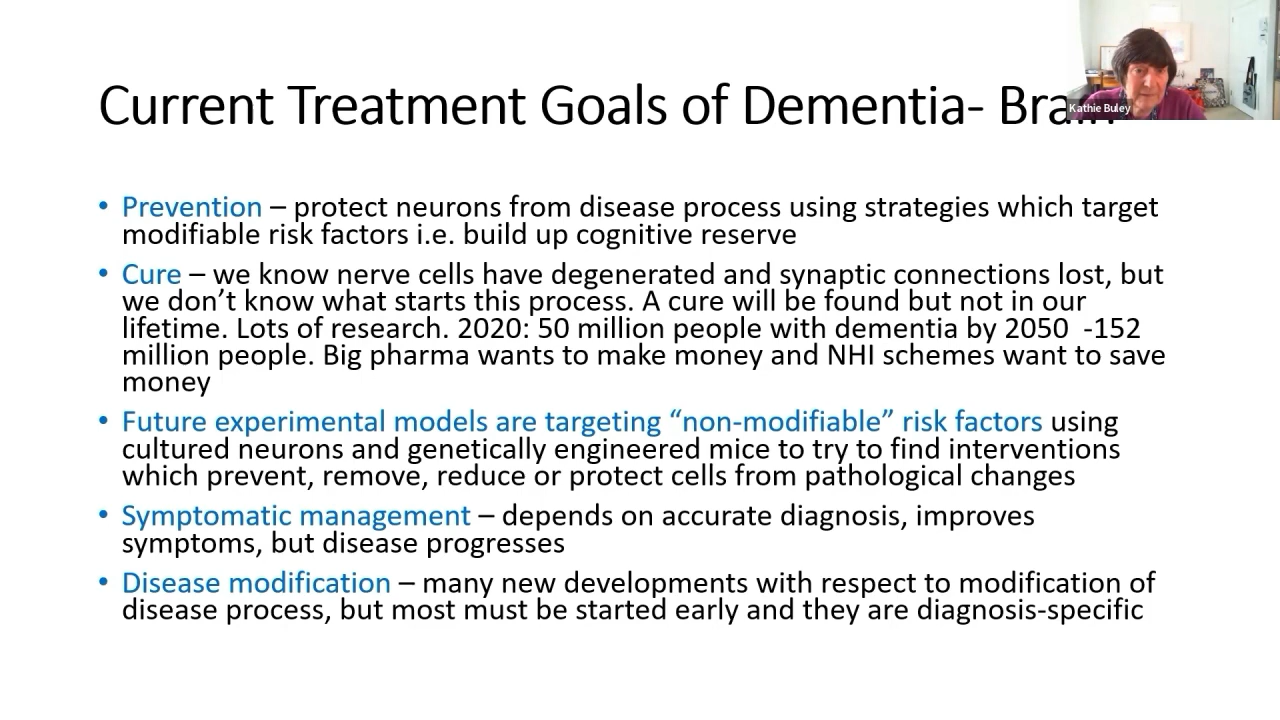 Current Treatment Goals of Dementia- Brain
Kathie Buley
• Prevention – protect neurons from disease process using strategies which target
modifiable risk factors i.e. build up cognitive reserve
• Cure – we know nerve cells have degenerated and synaptic connections lost, but
we don’t know what starts this process. A cure will be found but not in our
lifetime. Lots of research. 2020: 50 million people with dementia by 2050  -152
million people. Big pharma wants to make money and NHI schemes want to save
money
• Future experimental models are targeting “non-modifiable” risk factors using
cultured neurons and genetically engineered mice to try to find interventions
which prevent, remove, reduce or protect cells from pathological changes
• Symptomatic management – depends on accurate diagnosis, improves
symptoms, but disease progresses
• Disease modification – many new developments with respect to modification of
disease process, but most must be started early and they are diagnosis-specific